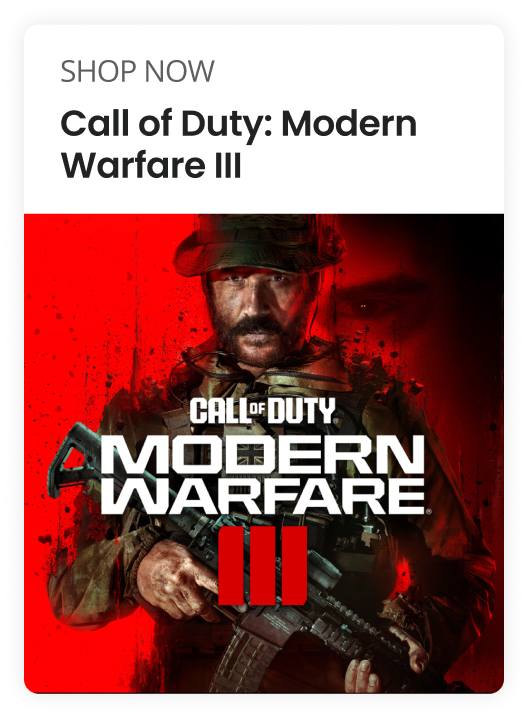 SHOP NOW
Call of Duty: Modern
Warfare III
CALL OF DUTY
MODERN
WARFARE®
III